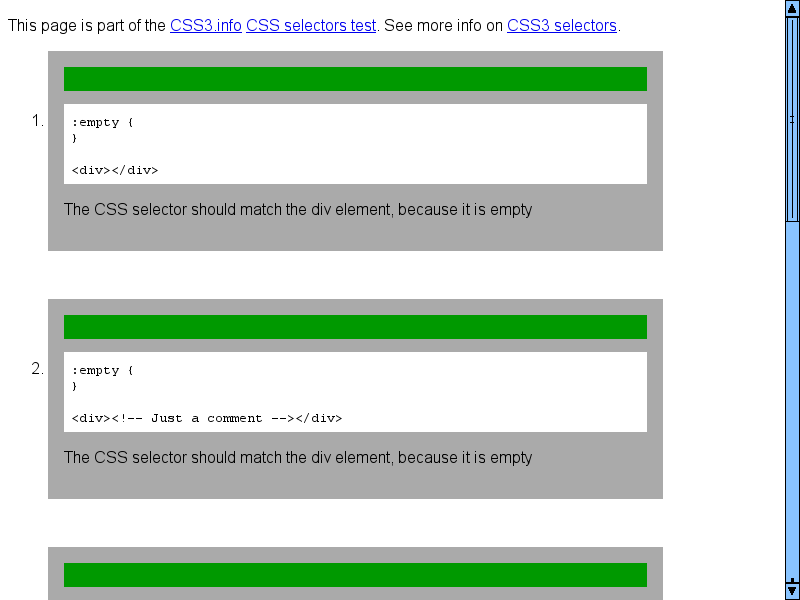 This page is part of the CSS3.info CSS selectors test. See more info on CSS3 selectors.
1.
:empty {
}
<div></div>
The CSS selector should match the div element, because it is empty
2.
:empty {
}
<div><!-- Just a comment --></div>
The CSS selector should match the div element, because it is empty